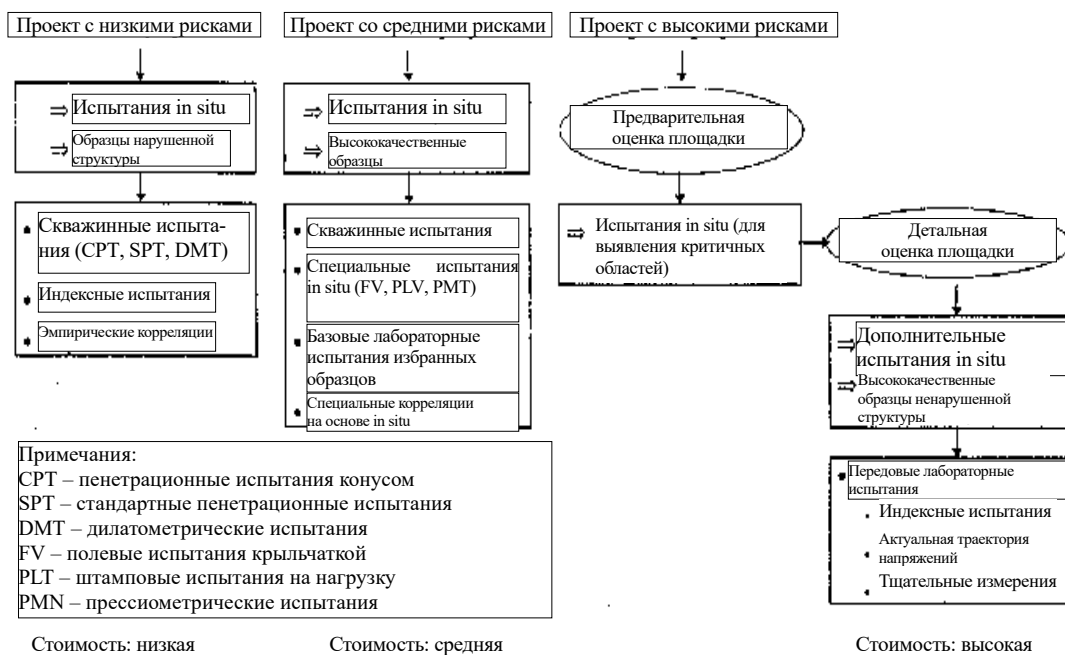 Проект с низкими рисками
Проект со средними рисками
Проект с высокими рисками
Испытания in situ
Образцы нарушенной
структуры
Испытания in situ
Высококачественные
образцы
Предварительная
оценка площадки
Скважинные испыта-
ния (CPT, SPT, DMT)
Индексные испытания
Эмпирические корреляции
Скважинные испытания
Специальные испытания
in situ (FV, PLV, PMT)
Базовые лабораторные
испытания избранных
образцов
Специальные корреляции
на основе in situ
Испытания in situ (для
выявления критичных
областей)
Детальная
оценка площадки
Дополнительные
испытания in situ
Высококачественные
образцы ненарушенной
структуры
Передовые лабораторные
испытания
Индексные испытания
Актуальная траектория
напряжений
Тщательные измерения
Примечания:
CPT – пенетрационные испытания конусом
SPT – стандартные пенетрационные испытания
DMT – дилатометрические испытания
FV – полевые испытания крыльчаткой
PLT – штамповые испытания на нагрузку
PMN – прессиометрические испытания
Стоимость: низкая
Стоимость: средняя
Стоимость: высокая